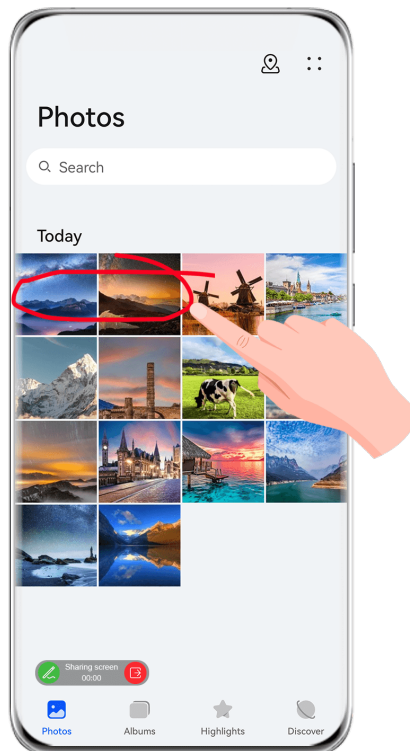 Photos
Search
Today
Sharing screen
00:00
Photos
Albums
Highlights
Discover